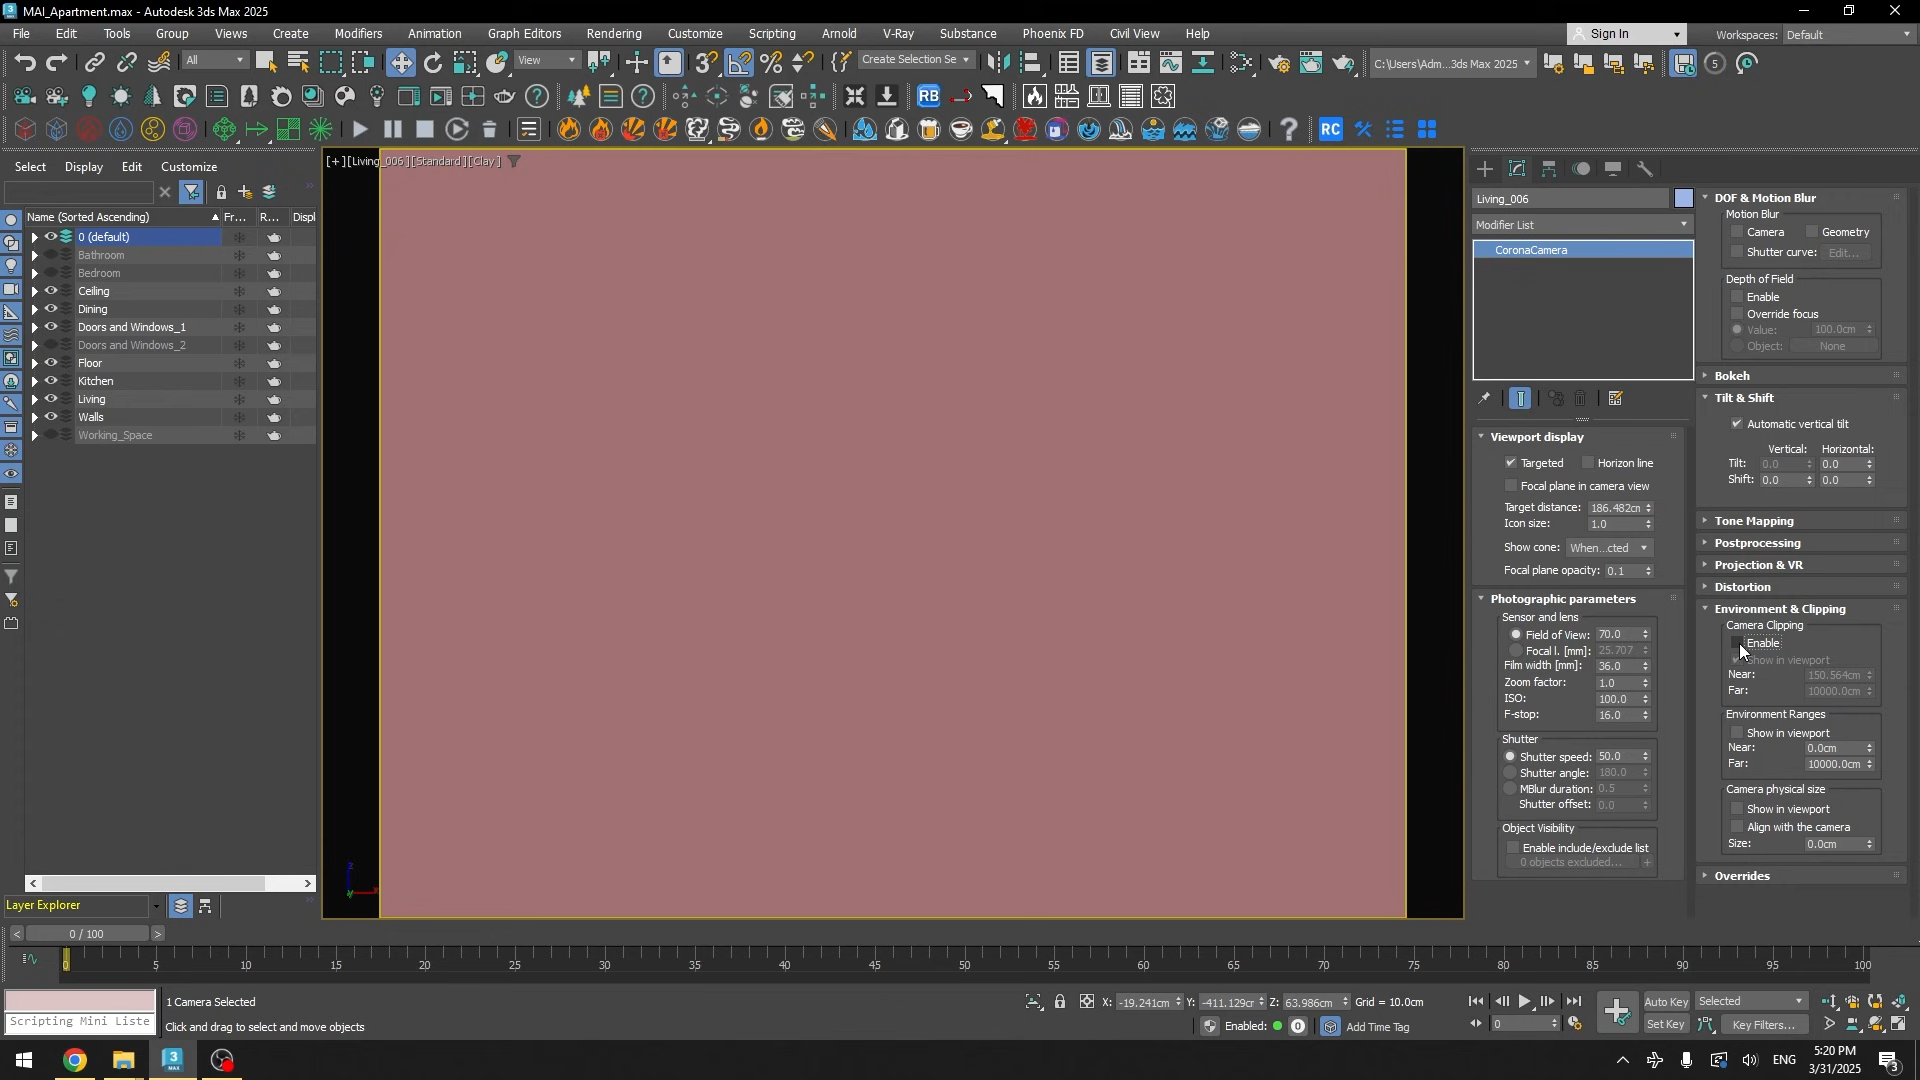 MAI_Apartment.max - Autodesk 3ds Max 2025
File Edit Tools Group Views Create Modifiers Animation Graph Editors Rendering Customize Scripting Arnold V-Ray Substance Phoenix FD Civil View Help Sign In Workspaces: Default
All View Create Selection Se C:\Users\Adm...3ds Max 2025 5
RB
RC
Select Display Edit Customize
[+][Living_006][Standard][Clay]
Name (Sorted Ascending) Fr... R... Displ
0 (default)
Bathroom
Bedroom
Ceiling
Dining
Doors and Windows_1
Doors and Windows_2
Floor
Kitchen
Living
Walls
Working_Space
Layer Explorer
Living_006
Modifier List
CoronaCamera
Viewport display
Targeted Horizon line
Focal plane in camera view
Target distance: 186.482cm
Icon size: 1.0
Show cone: When...cted
Focal plane opacity: 0.1
Photographic parameters
Sensor and lens
Field of View: 70.0
Focal l. [mm]: 25.707
Film width [mm]: 36.0
Zoom factor: 1.0
ISO: 100.0
F-stop: 16.0
Shutter
Shutter speed: 50.0
Shutter angle: 180.0
MBlur duration: 0.5
Shutter offset: 0.0
Object Visibility
Enable include/exclude list
0 objects excluded... +
DOF & Motion Blur
Motion Blur
Camera Geometry
Shutter curve: Edit...
Depth of Field
Enable
Override focus
Value: 100.0cm
Object: None
Bokeh
Tilt & Shift
Automatic vertical tilt
Vertical: Horizontal:
Tilt: 0.0 0.0
Shift: 0.0 0.0
Tone Mapping
Postprocessing
Projection & VR
Distortion
Environment & Clipping
Camera Clipping
Enable
Show in viewport
Near: 150.564cm
Far: 10000.0cm
Environment Ranges
Show in viewport
Near: 0.0cm
Far: 10000.0cm
Camera physical size
Show in viewport
Align with the camera
Size: 0.0cm
Overrides
0 / 100
0 5 10 15 20 25 30 35 40 45 50 55 60 65 70 75 80 85 90 95 100
1 Camera Selected X: -19.241cm Y: -411.129cr Z: 63.986cm Grid = 10.0cm Auto Key Selected
Scripting Mini Liste Click and drag to select and move objects Enabled: 0 Add Time Tag 0 Set Key Key Filters...
ENG 5:20 PM
3/31/2025 3